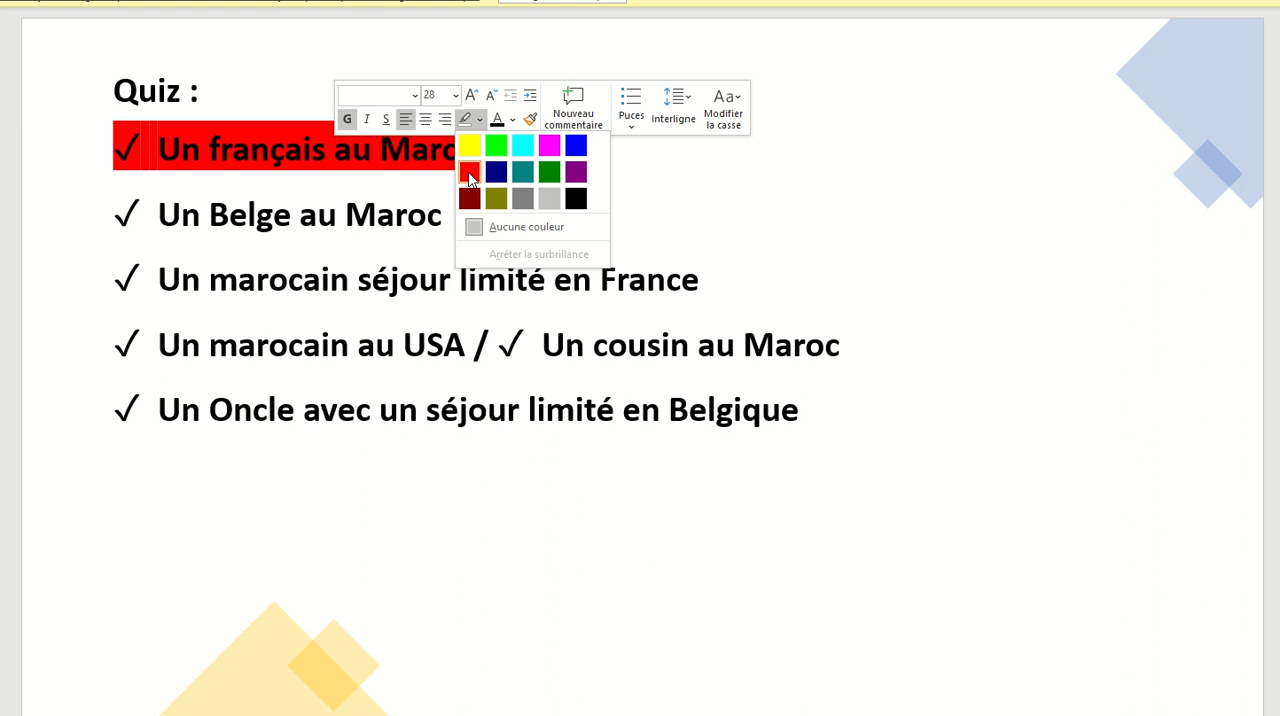 Quiz :
28
Nouveau commentaire
Puces
Interligne
Aa
Modifier la casse
G I S
A
✓ Un français au Maro
✓ Un Belge au Maroc
Aucune couleur
Arrêter la surbrillance
✓ Un marocain séjour limité en France
✓ Un marocain au USA / ✓ Un cousin au Maroc
✓ Un Oncle avec un séjour limité en Belgique